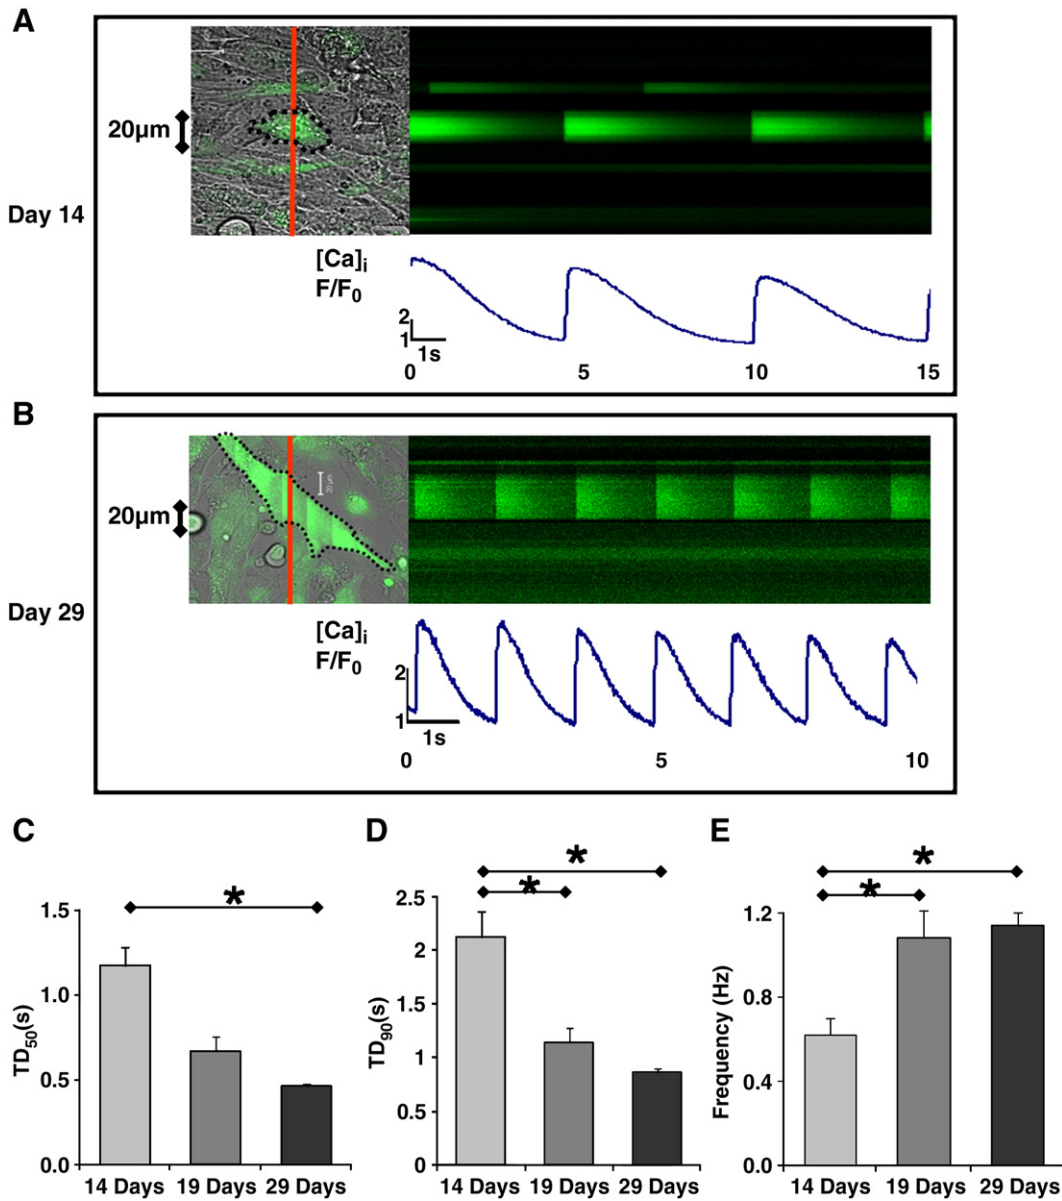 A
20µm
Day 14
[Ca]i
F/F0
2
1
1s
0 5 10 15
B
20µm
20 µm
Day 29
[Ca]i
F/F0
2
1
1s
0 5 10
C
*
1.5
1.0
0.5
0.0
TD50(s)
14 Days 19 Days 29 Days
D
*
*
2.5
2
1.5
1
0.5
0
TD90(s)
14 Days 19 Days 29 Days
E
*
*
1.2
0.8
0.4
0.0
Frequency (Hz)
14 Days 19 Days 29 Days